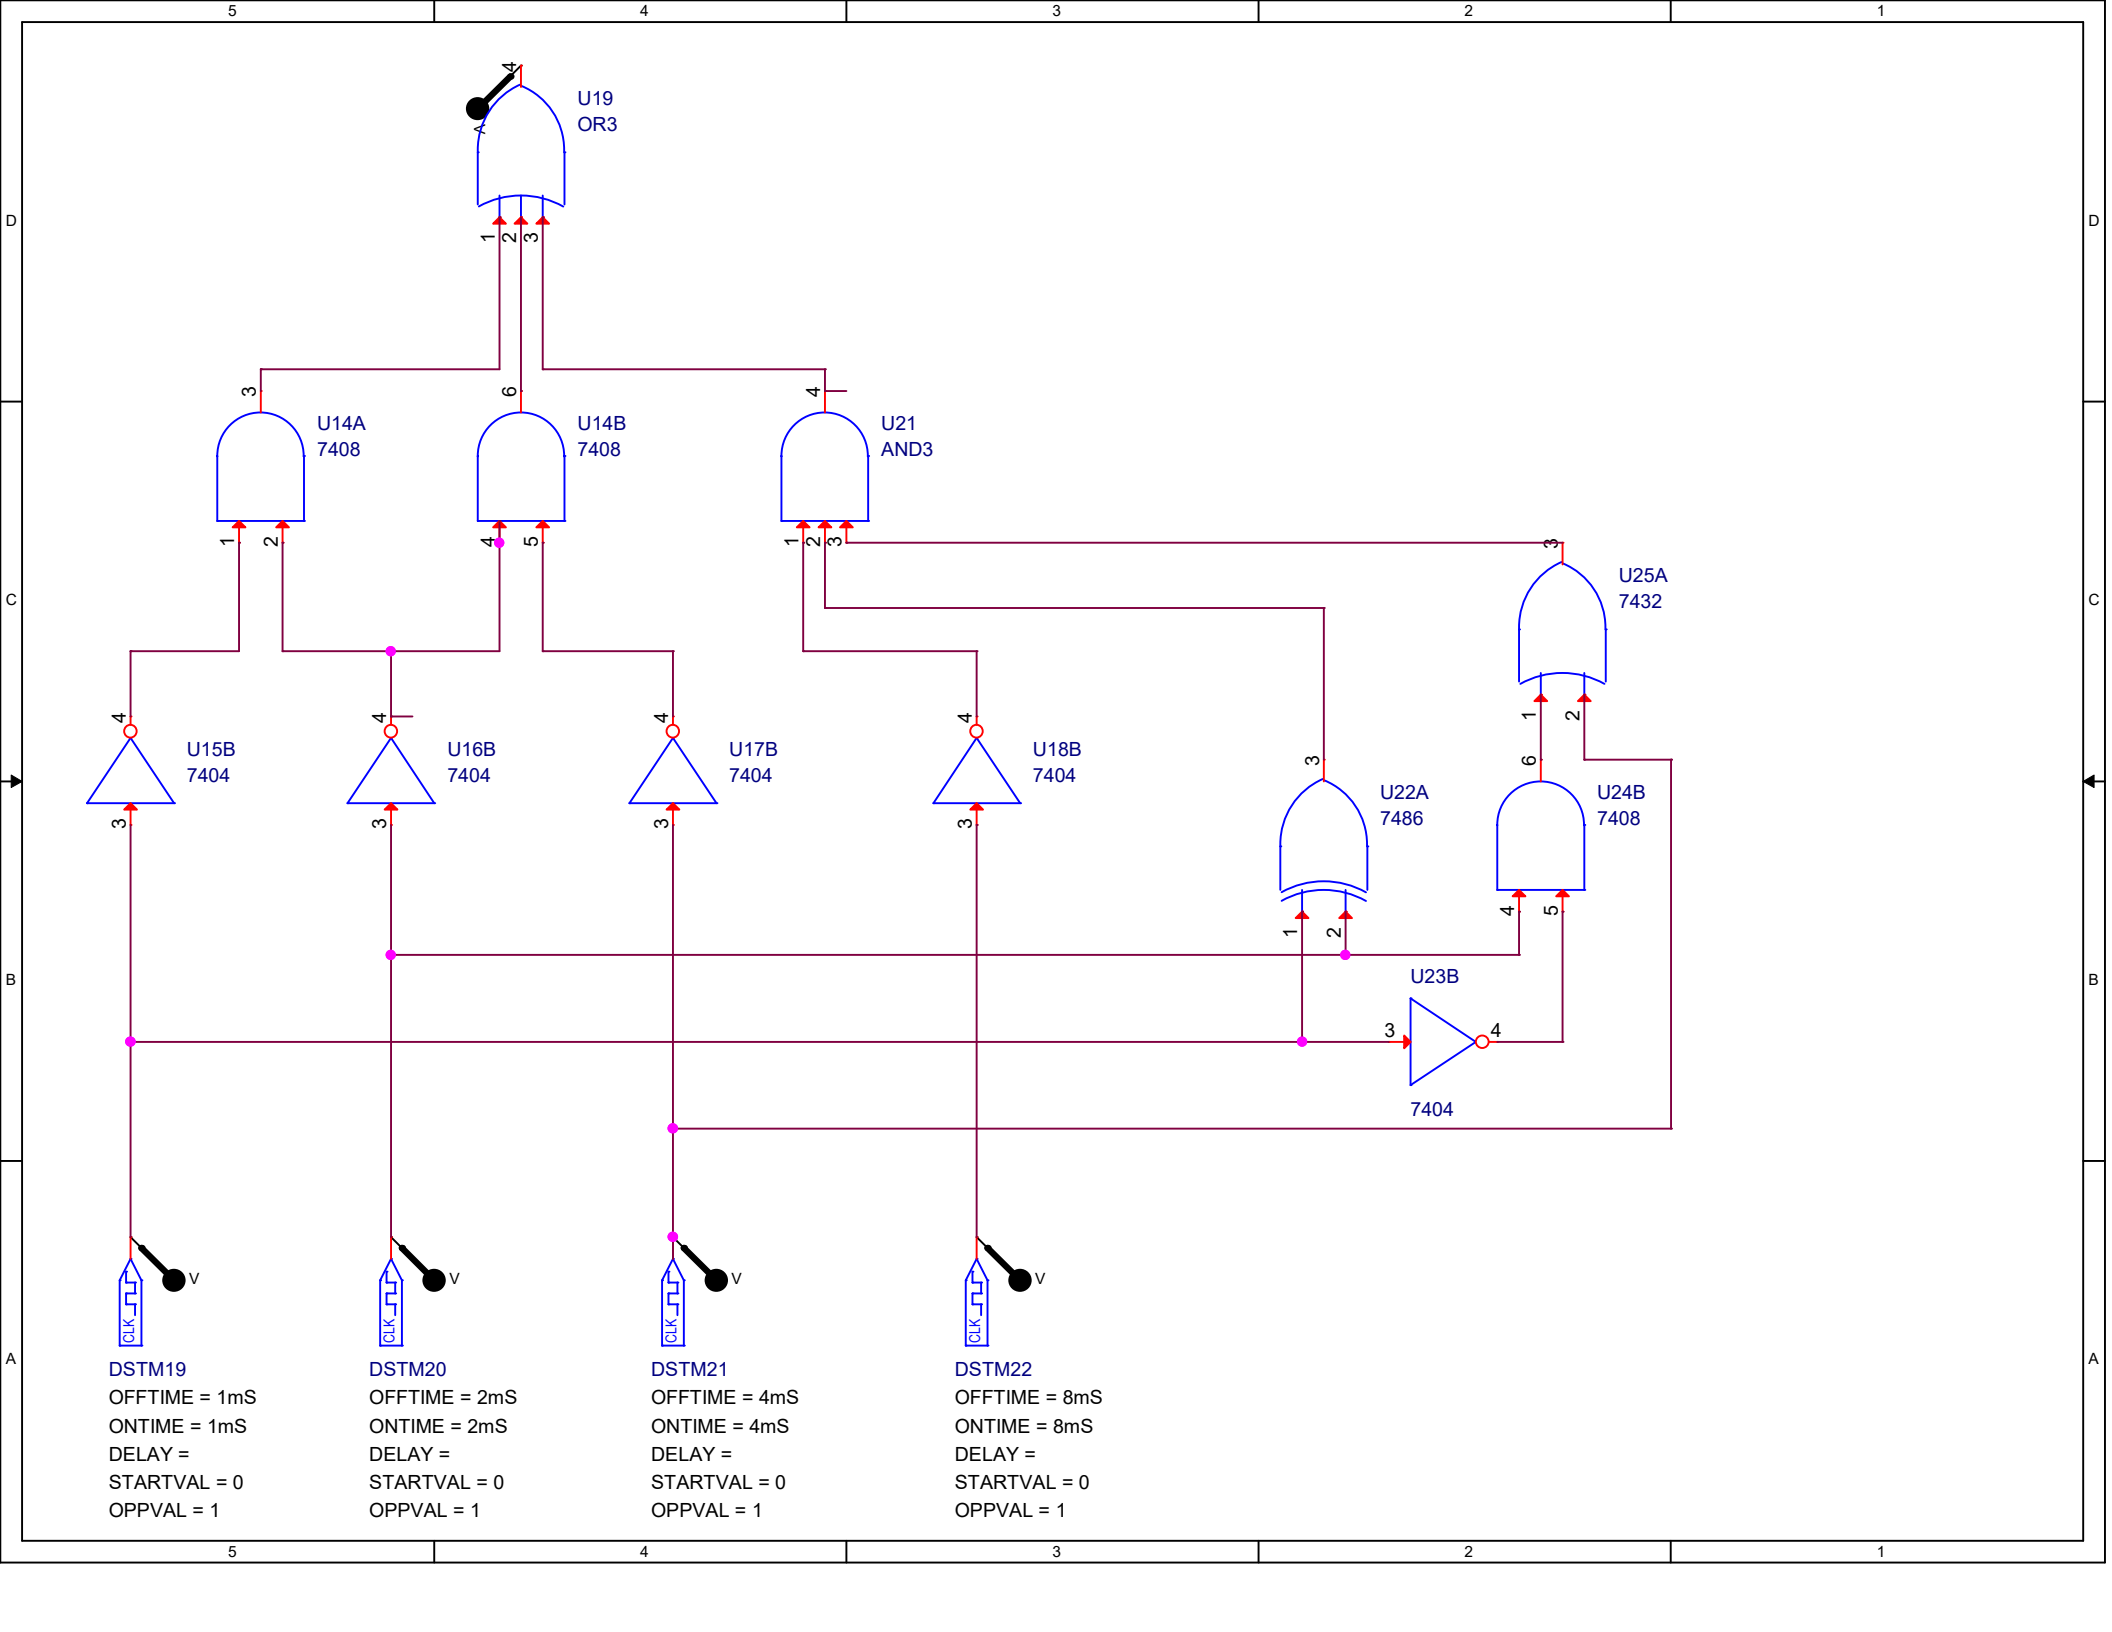 5 4 3 2 1
4
A
U19
OR3
D D
1 2 3
3 6 4
U14A
7408
U14B
7408
U21
AND3
1 2 4 5 1 2 3 3
U25A
7432
C C
1 2
4 4 4 4
U15B
7404
U16B
7404
U17B
7404
U18B
7404
3 6
U22A
7486
U24B
7408
3 3 3 3
4 5
1 2
B B
U23B
3 4
7404
V V V V
CLK CLK CLK CLK
A A
DSTM19
OFFTIME = 1mS
ONTIME = 1mS
DELAY =
STARTVAL = 0
OPPVAL = 1
DSTM20
OFFTIME = 2mS
ONTIME = 2mS
DELAY =
STARTVAL = 0
OPPVAL = 1
DSTM21
OFFTIME = 4mS
ONTIME = 4mS
DELAY =
STARTVAL = 0
OPPVAL = 1
DSTM22
OFFTIME = 8mS
ONTIME = 8mS
DELAY =
STARTVAL = 0
OPPVAL = 1
5 4 3 2 1